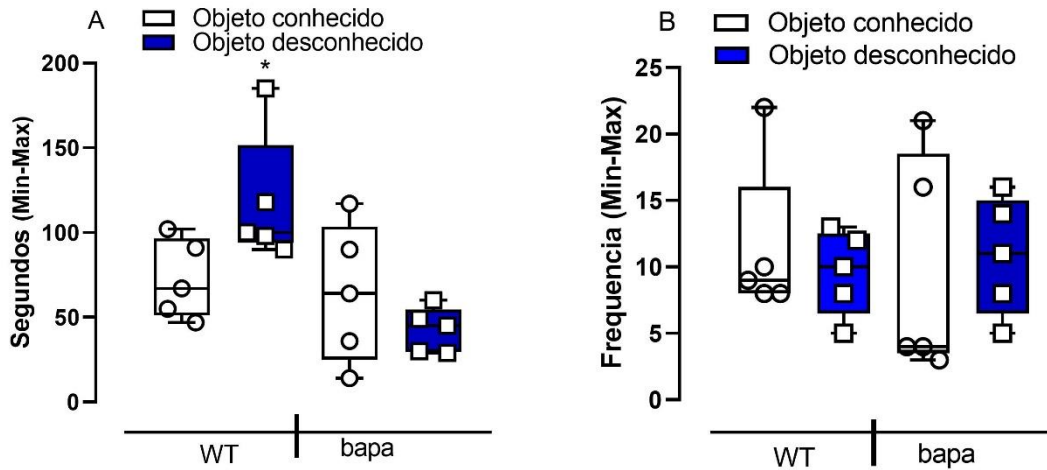 A
Objeto conhecido
Objeto desconhecido
*
Segundos (Min-Max)
200
150
100
50
0
WT
bapa
B
Objeto conhecido
Objeto desconhecido
Frequencia (Min-Max)
25
20
15
10
5
0
WT
bapa